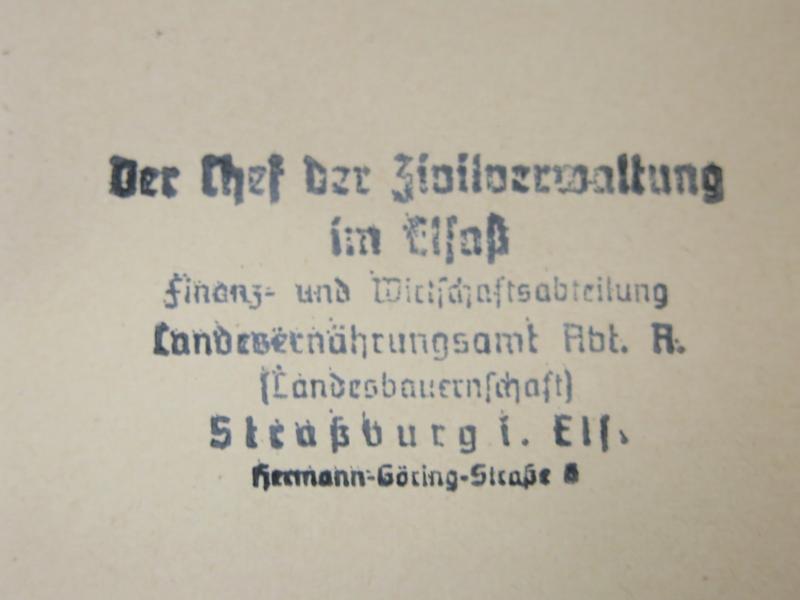 Der Chef der Zivilverwaltung
im Elsaß
Finanz- und Wirtschaftsabteilung
Landesernährungsamt Abt. A.
(Landesbauernschaft)
Straßburg i. Els.
Hermann-Göring-Straße 8